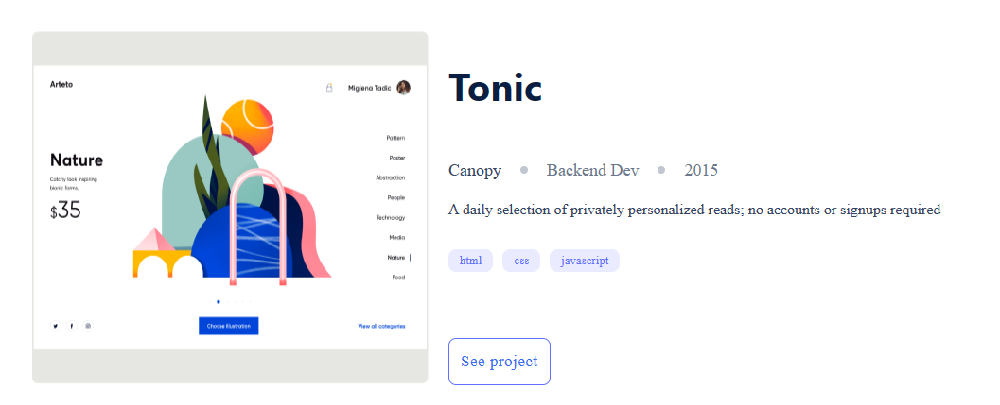 Arteto
Miglena Tadic
Nature
Catchy look inspiring
bionic forms.
$35
Pattern
Poster
Abstraction
People
Technology
Media
Nature
Food
Choose Illustration
View all categories
Tonic
Canopy Backend Dev 2015
A daily selection of privately personalized reads; no accounts or signups required
html css javascript
See project